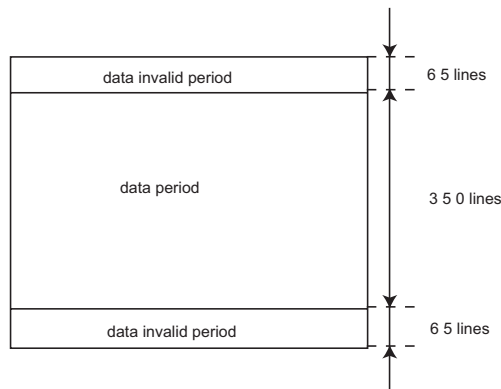 data invalid period
6 5 lines
data period
3 5 0 lines
data invalid period
6 5 lines